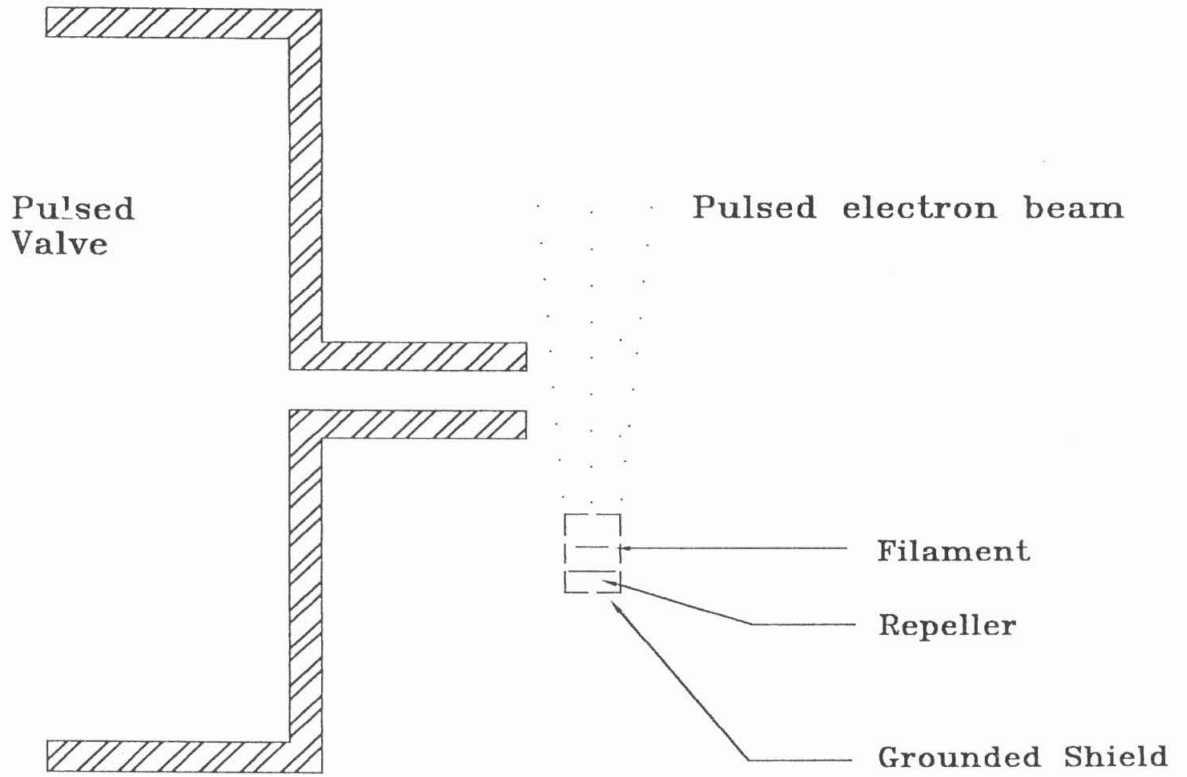 Pulsed
Valve
Pulsed electron beam
Filament
Repeller
Grounded Shield